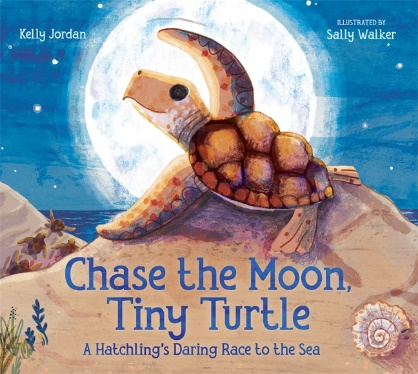 Kelly Jordan
ILLUSTRATED BY
Sally Walker
Chase the Moon,
Tiny Turtle
A Hatchling's Daring Race to the Sea